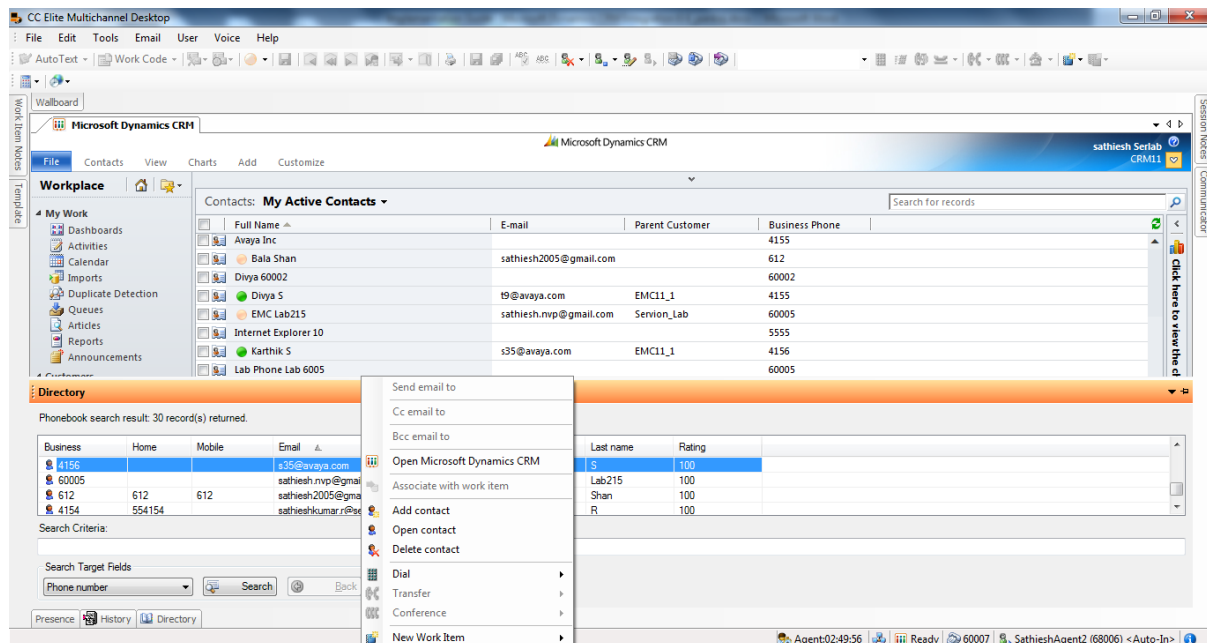 CC Elite Multichannel Desktop
File Edit Tools Email User Voice Help
AutoText Work Code
Wallboard
Work Item Notes
Template
Session Notes
Communicator
Microsoft Dynamics CRM
Microsoft Dynamics CRM
sathiesh Serlab
CRM11
File Contacts View Charts Add Customize
Workplace
My Work
Dashboards
Activities
Calendar
Imports
Duplicate Detection
Queues
Articles
Reports
Announcements
Contacts: My Active Contacts
Search for records
Full Name E-mail Parent Customer Business Phone
Avaya Inc 4155
Bala Shan sathiesh2005@gmail.com 612
Divya 60002 60002
Divya S t9@avaya.com EMC11_1 4155
EMC Lab215 sathiesh.nvp@gmail.com Servion_Lab 60005
Internet Explorer 10 5555
Karthik S s35@avaya.com EMC11_1 4156
Lab Phone Lab 6005 60005
Click here to view the ch
Directory
Phonebook search result: 30 record(s) returned.
Business Home Mobile Email Last name Rating
4156 s35@avaya.com S 100
60005 sathiesh.nvp@gmai Lab215 100
612 612 612 sathiesh2005@gma Shan 100
4154 554154 sathieshkumar.r@se R 100
Search Criteria:
Search Target Fields
Phone number Search Back
Send email to
Cc email to
Bcc email to
Open Microsoft Dynamics CRM
Associate with work item
Add contact
Open contact
Delete contact
Dial
Transfer
Conference
New Work Item
Presence History Directory
Agent:02:49:56 Ready 60007 SathieshAgent2 (68006) <Auto-In>